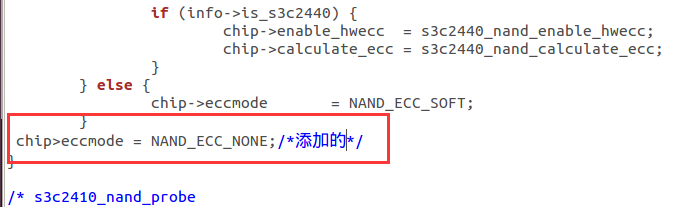 if (info->is_s3c2440) {
chip->enable_hwecc  = s3c2440_nand_enable_hwecc;
chip->calculate_ecc = s3c2440_nand_calculate_ecc;
}
} else {
chip->eccmode       = NAND_ECC_SOFT;
}
chip>eccmode = NAND_ECC_NONE;/*添加的*/
}
/* s3c2410_nand_probe